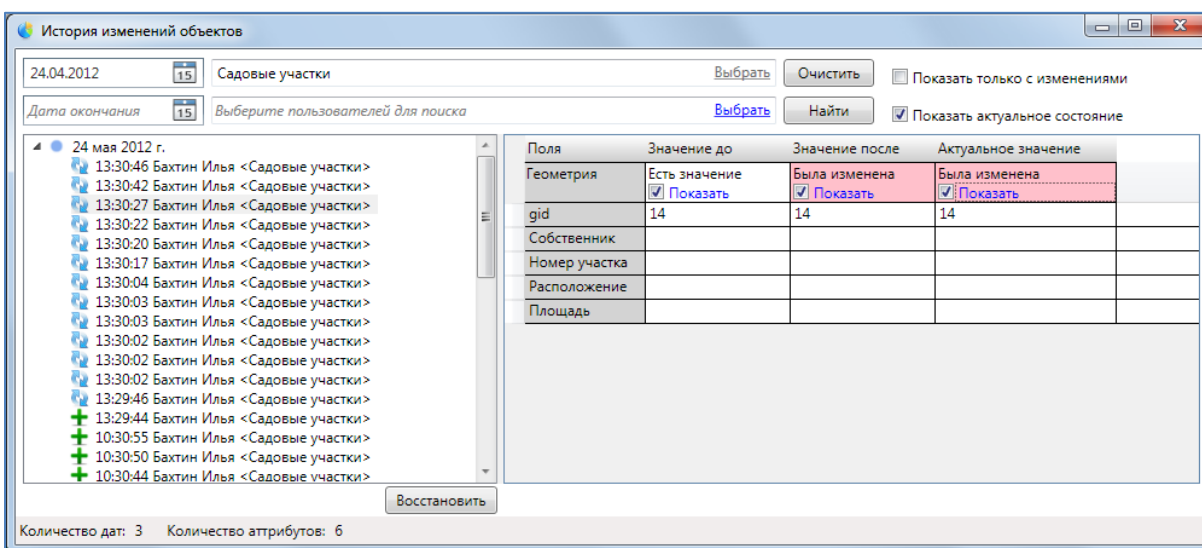 История изменений объектов
24.04.2012 15 Садовые участки Выбрать Очистить Показать только с изменениями
Дата окончания 15 Выберите пользователей для поиска Выбрать Найти Показать актуальное состояние
24 мая 2012 г.
13:30:46 Бахтин Илья <Садовые участки>
13:30:42 Бахтин Илья <Садовые участки>
13:30:27 Бахтин Илья <Садовые участки>
13:30:22 Бахтин Илья <Садовые участки>
13:30:20 Бахтин Илья <Садовые участки>
13:30:17 Бахтин Илья <Садовые участки>
13:30:04 Бахтин Илья <Садовые участки>
13:30:03 Бахтин Илья <Садовые участки>
13:30:03 Бахтин Илья <Садовые участки>
13:30:02 Бахтин Илья <Садовые участки>
13:30:02 Бахтин Илья <Садовые участки>
13:30:02 Бахтин Илья <Садовые участки>
13:29:46 Бахтин Илья <Садовые участки>
13:29:44 Бахтин Илья <Садовые участки>
10:30:55 Бахтин Илья <Садовые участки>
10:30:50 Бахтин Илья <Садовые участки>
10:30:44 Бахтин Илья <Садовые участки>
Поля Значение до Значение после Актуальное значение
Геометрия Есть значение Была изменена Была изменена
Показать Показать Показать
gid 14 14 14
Собственник
Номер участка
Расположение
Площадь
Восстановить
Количество дат: 3 Количество аттрибутов: 6